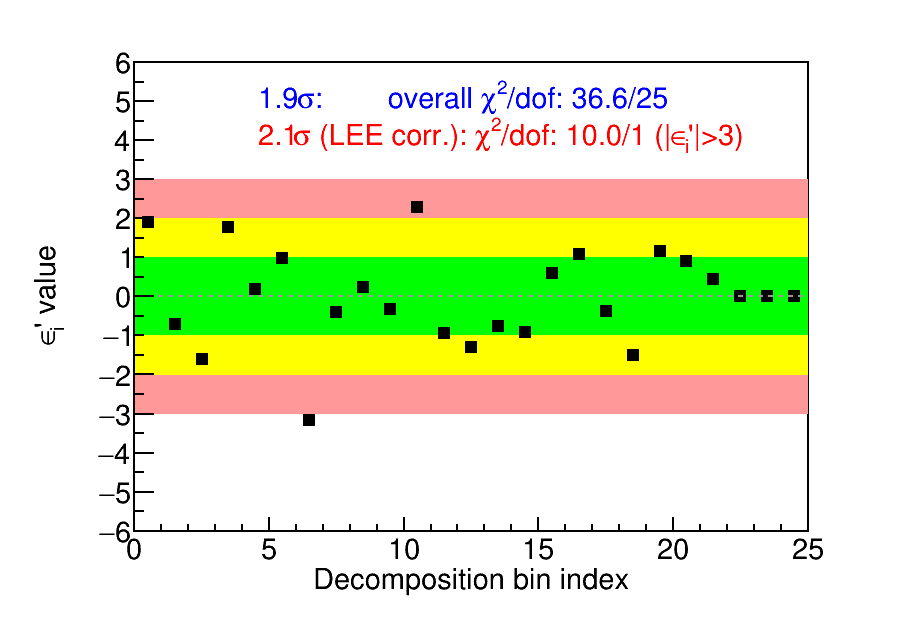 1.9σ: overall χ²/dof: 36.6/25
2.1σ (LEE corr.): χ²/dof: 10.0/1 (|ϵᵢ'|>3)
6
5
4
3
2
1
0
−1
−2
−3
−4
−5
−6
ϵᵢ' value
0 5 10 15 20 25
Decomposition bin index